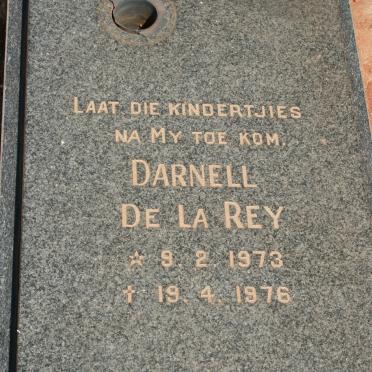 LAAT DIE KINDERTJIES
NA MY TOE KOM.
DARNELL
DE LA REY
☆ 9. 2. 1973
✝ 19. 4. 1976